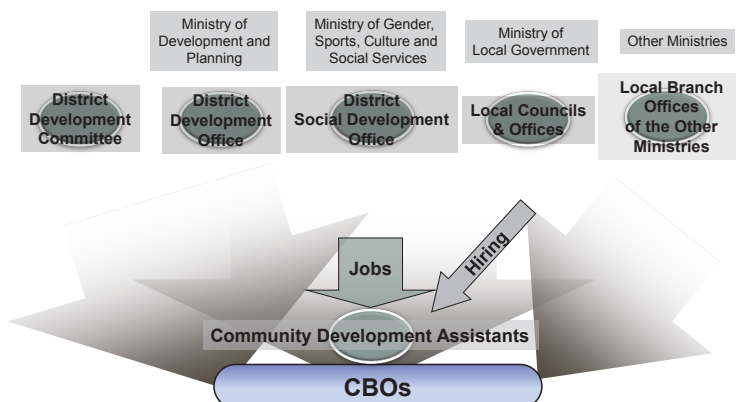 Ministry of
Development and
Planning
Ministry of Gender,
Sports, Culture and
Social Services
Ministry of
Local Government
Other Ministries
District
Development
Committee
District
Development
Office
District
Social Development
Office
Local Councils
& Offices
Local Branch
Offices
of the Other
Ministries
Jobs
Hiring
Community Development Assistants
CBOs